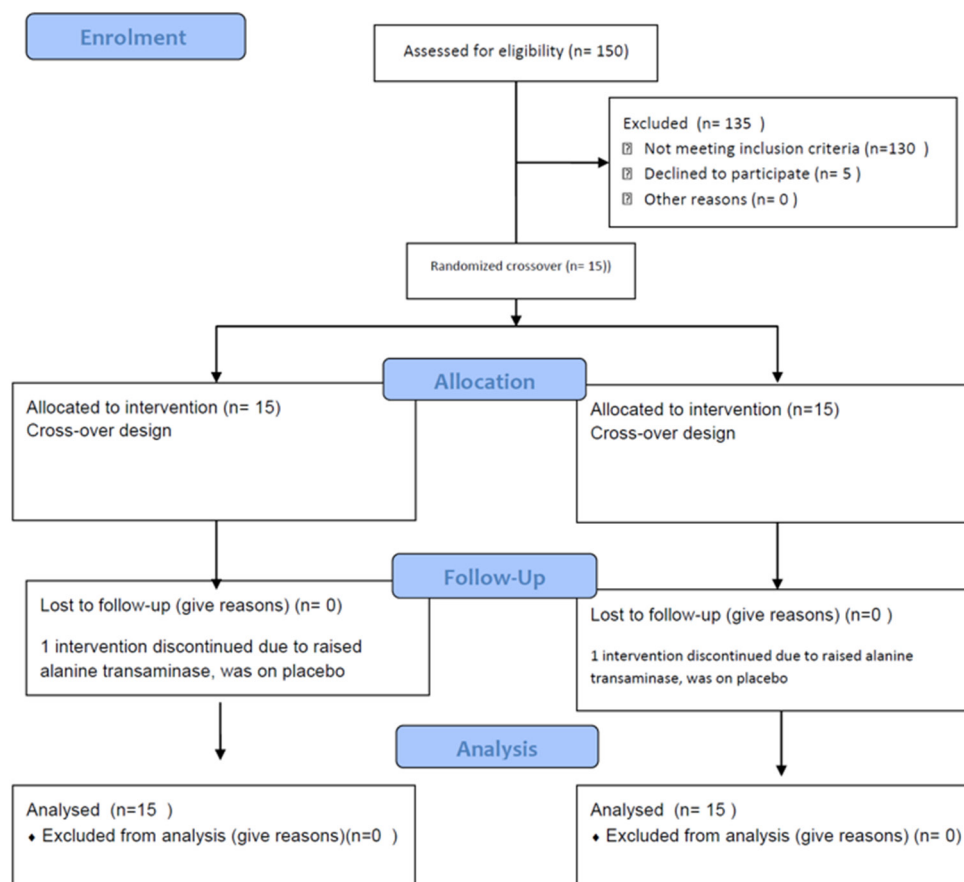 Enrolment
Assessed for eligibility (n= 150)
Excluded (n= 135 )
⍰ Not meeting inclusion criteria (n=130 )
⍰ Declined to participate (n= 5 )
⍰ Other reasons (n= 0 )
Randomized crossover (n= 15))
Allocation
Allocated to intervention (n= 15)
Cross-over design
Allocated to intervention (n=15)
Cross-over design
Follow-Up
Lost to follow-up (give reasons) (n= 0)
1 intervention discontinued due to raised
alanine transaminase, was on placebo
Lost to follow-up (give reasons) (n=0 )
1 intervention discontinued due to raised alanine
transaminase, was on placebo
Analysis
Analysed (n=15 )
♦ Excluded from analysis (give reasons)(n=0 )
Analysed (n= 15 )
♦ Excluded from analysis (give reasons) (n= 0)